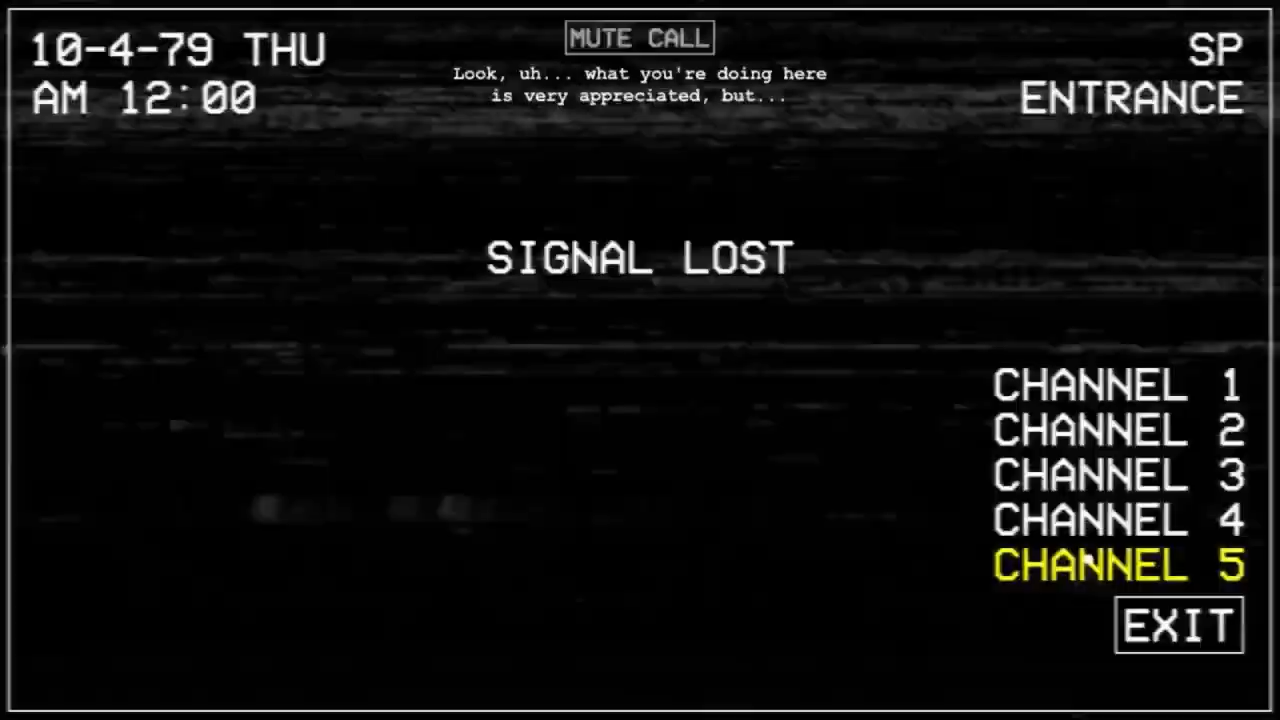 10-4-79 THU
AM 12:00
MUTE CALL
Look, uh... what you're doing here
is very appreciated, but...
SP
ENTRANCE
SIGNAL LOST
CHANNEL 1
CHANNEL 2
CHANNEL 3
CHANNEL 4
CHANNEL 5
EXIT